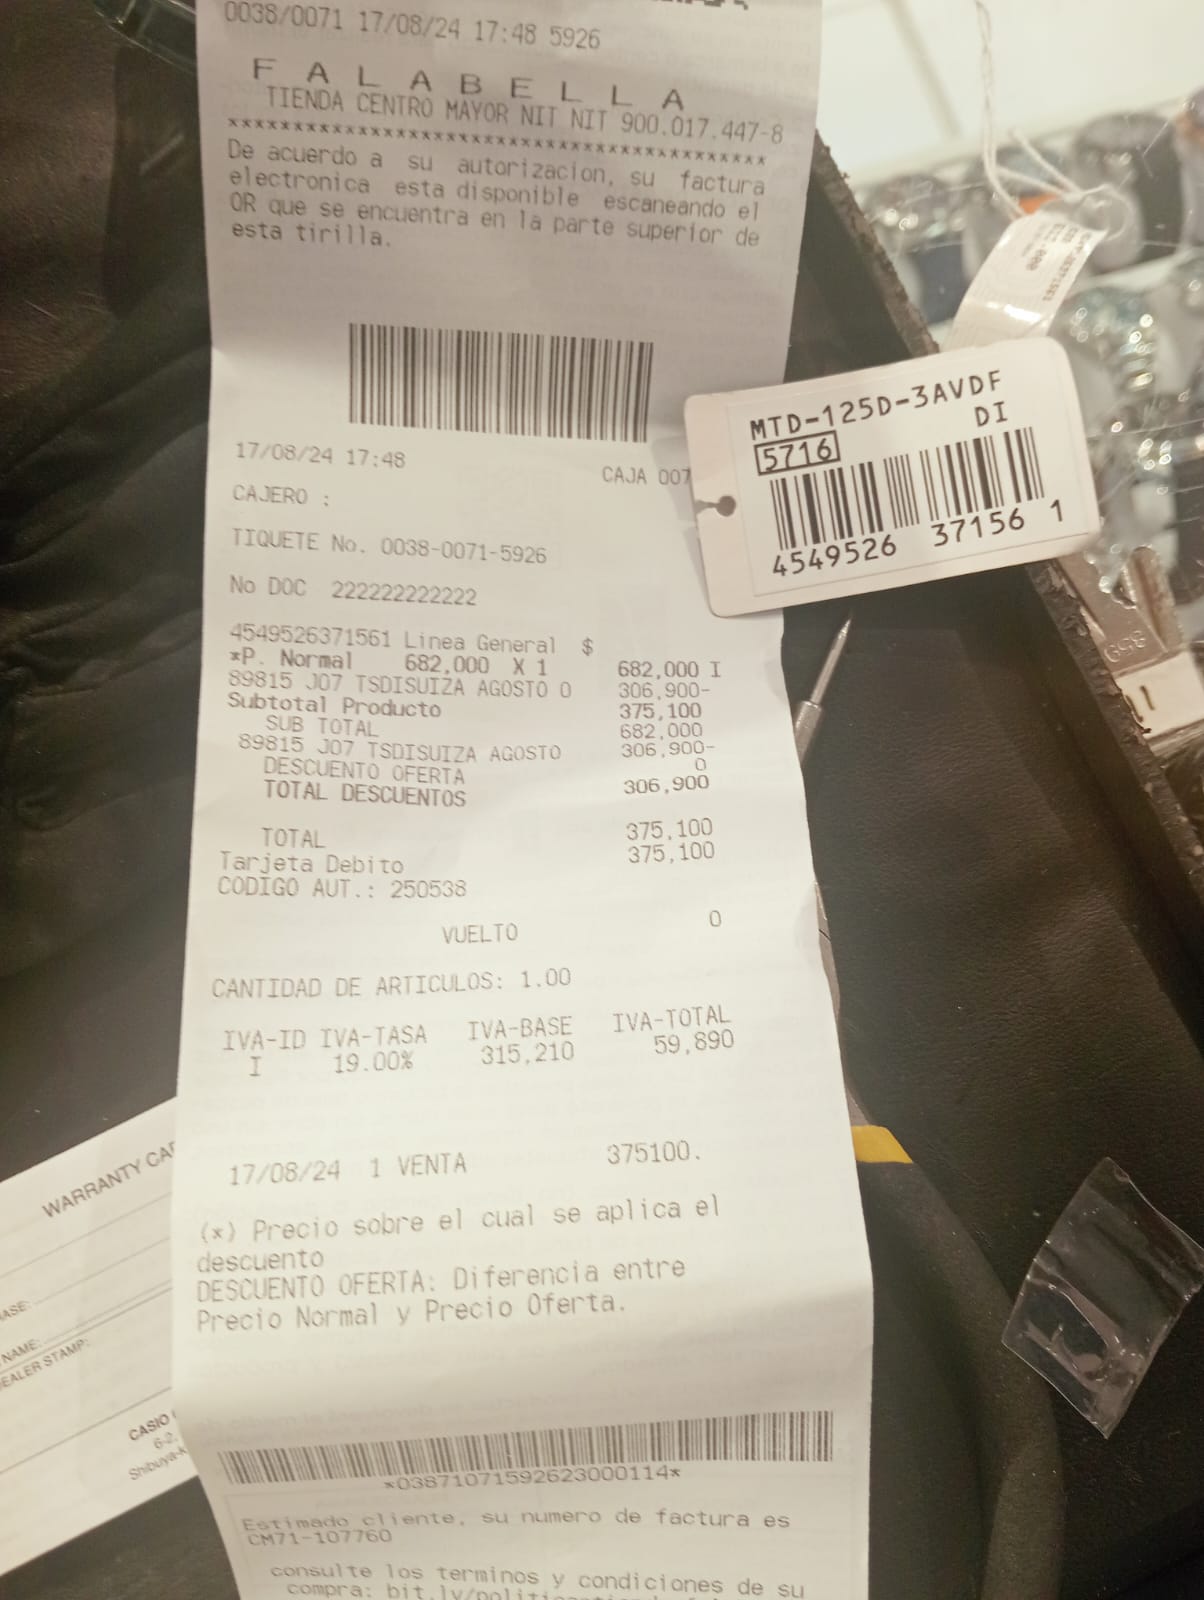 0038/0071 17/08/24 17:48 5926
F A L A B E L L A
TIENDA CENTRO MAYOR NIT NIT 900.017.447-8
*****************************************
De acuerdo a su autorizacion, su factura
electronica esta disponible escaneando el
QR que se encuentra en la parte superior de
esta tirilla.
17/08/24 17:48
CAJA 007
CAJERO :
TIQUETE No. 0038-0071-5926
No DOC 222222222222
4549526371561 Linea General $
*P. Normal 682,000 X 1 682,000 I
89815 J07 TSDISUIZA AGOSTO 0 306,900-
Subtotal Producto 375,100
SUB TOTAL 682,000
89815 J07 TSDISUIZA AGOSTO 306,900-
DESCUENTO OFERTA 0
TOTAL DESCUENTOS 306,900
TOTAL 375,100
Tarjeta Debito 375,100
CODIGO AUT.: 250538
VUELTO 0
CANTIDAD DE ARTICULOS: 1.00
IVA-ID IVA-TASA IVA-BASE IVA-TOTAL
I 19.00% 315,210 59,890
17/08/24 1 VENTA 375100.
(*) Precio sobre el cual se aplica el
descuento
DESCUENTO OFERTA: Diferencia entre
Precio Normal y Precio Oferta.
*03871071592623000114*
Estimado cliente, su numero de factura es
CM71-107760
consulte los terminos y condiciones de su
compra:
MTD-125D-3AVDF
DI
5716
4549526 37156 1
WARRANTY CAR
NAME:
EALER STAMP:
CASIO
6-2,
Shibuya-k